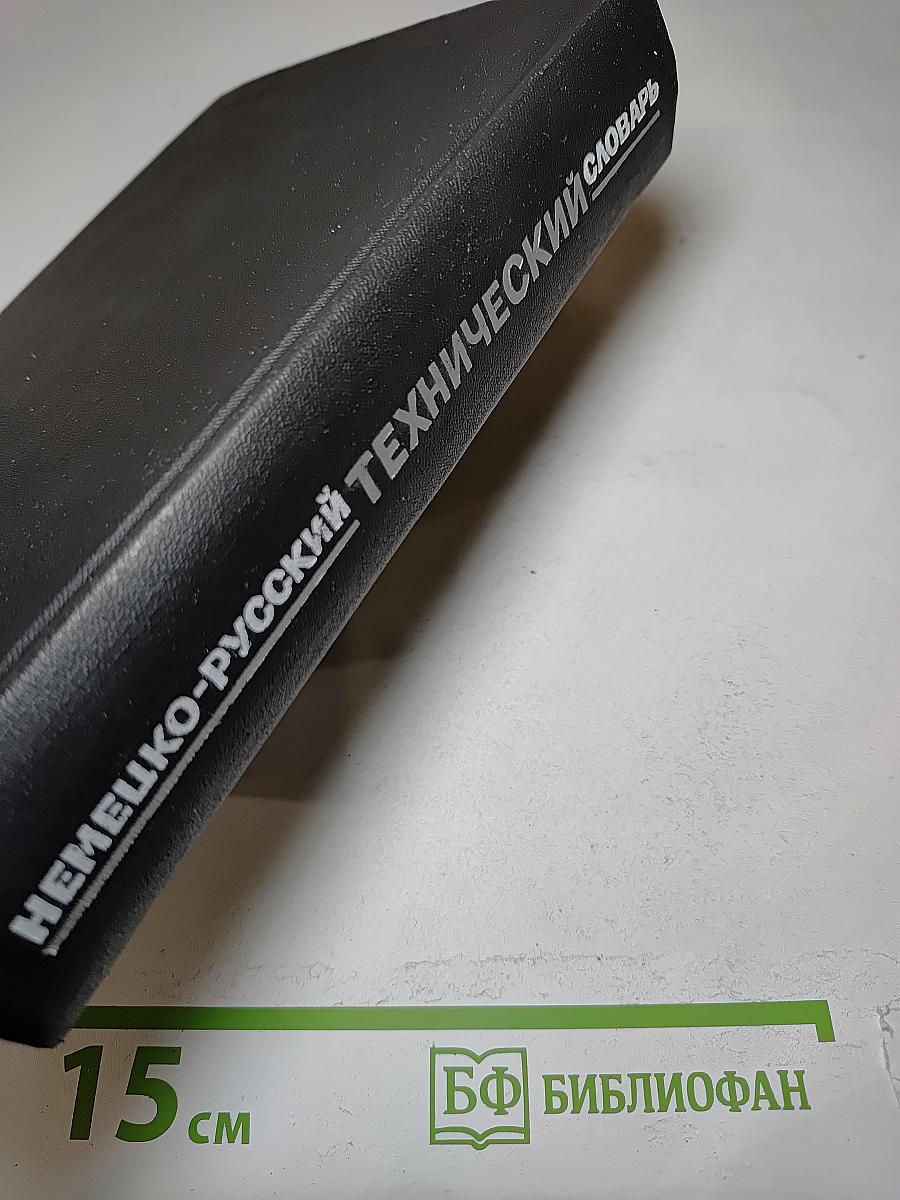 НЕМЕЦКО-РУССКИЙ ТЕХНИЧЕСКИЙ СЛОВАРЬ
15 см
БФ БИБЛИОФАН